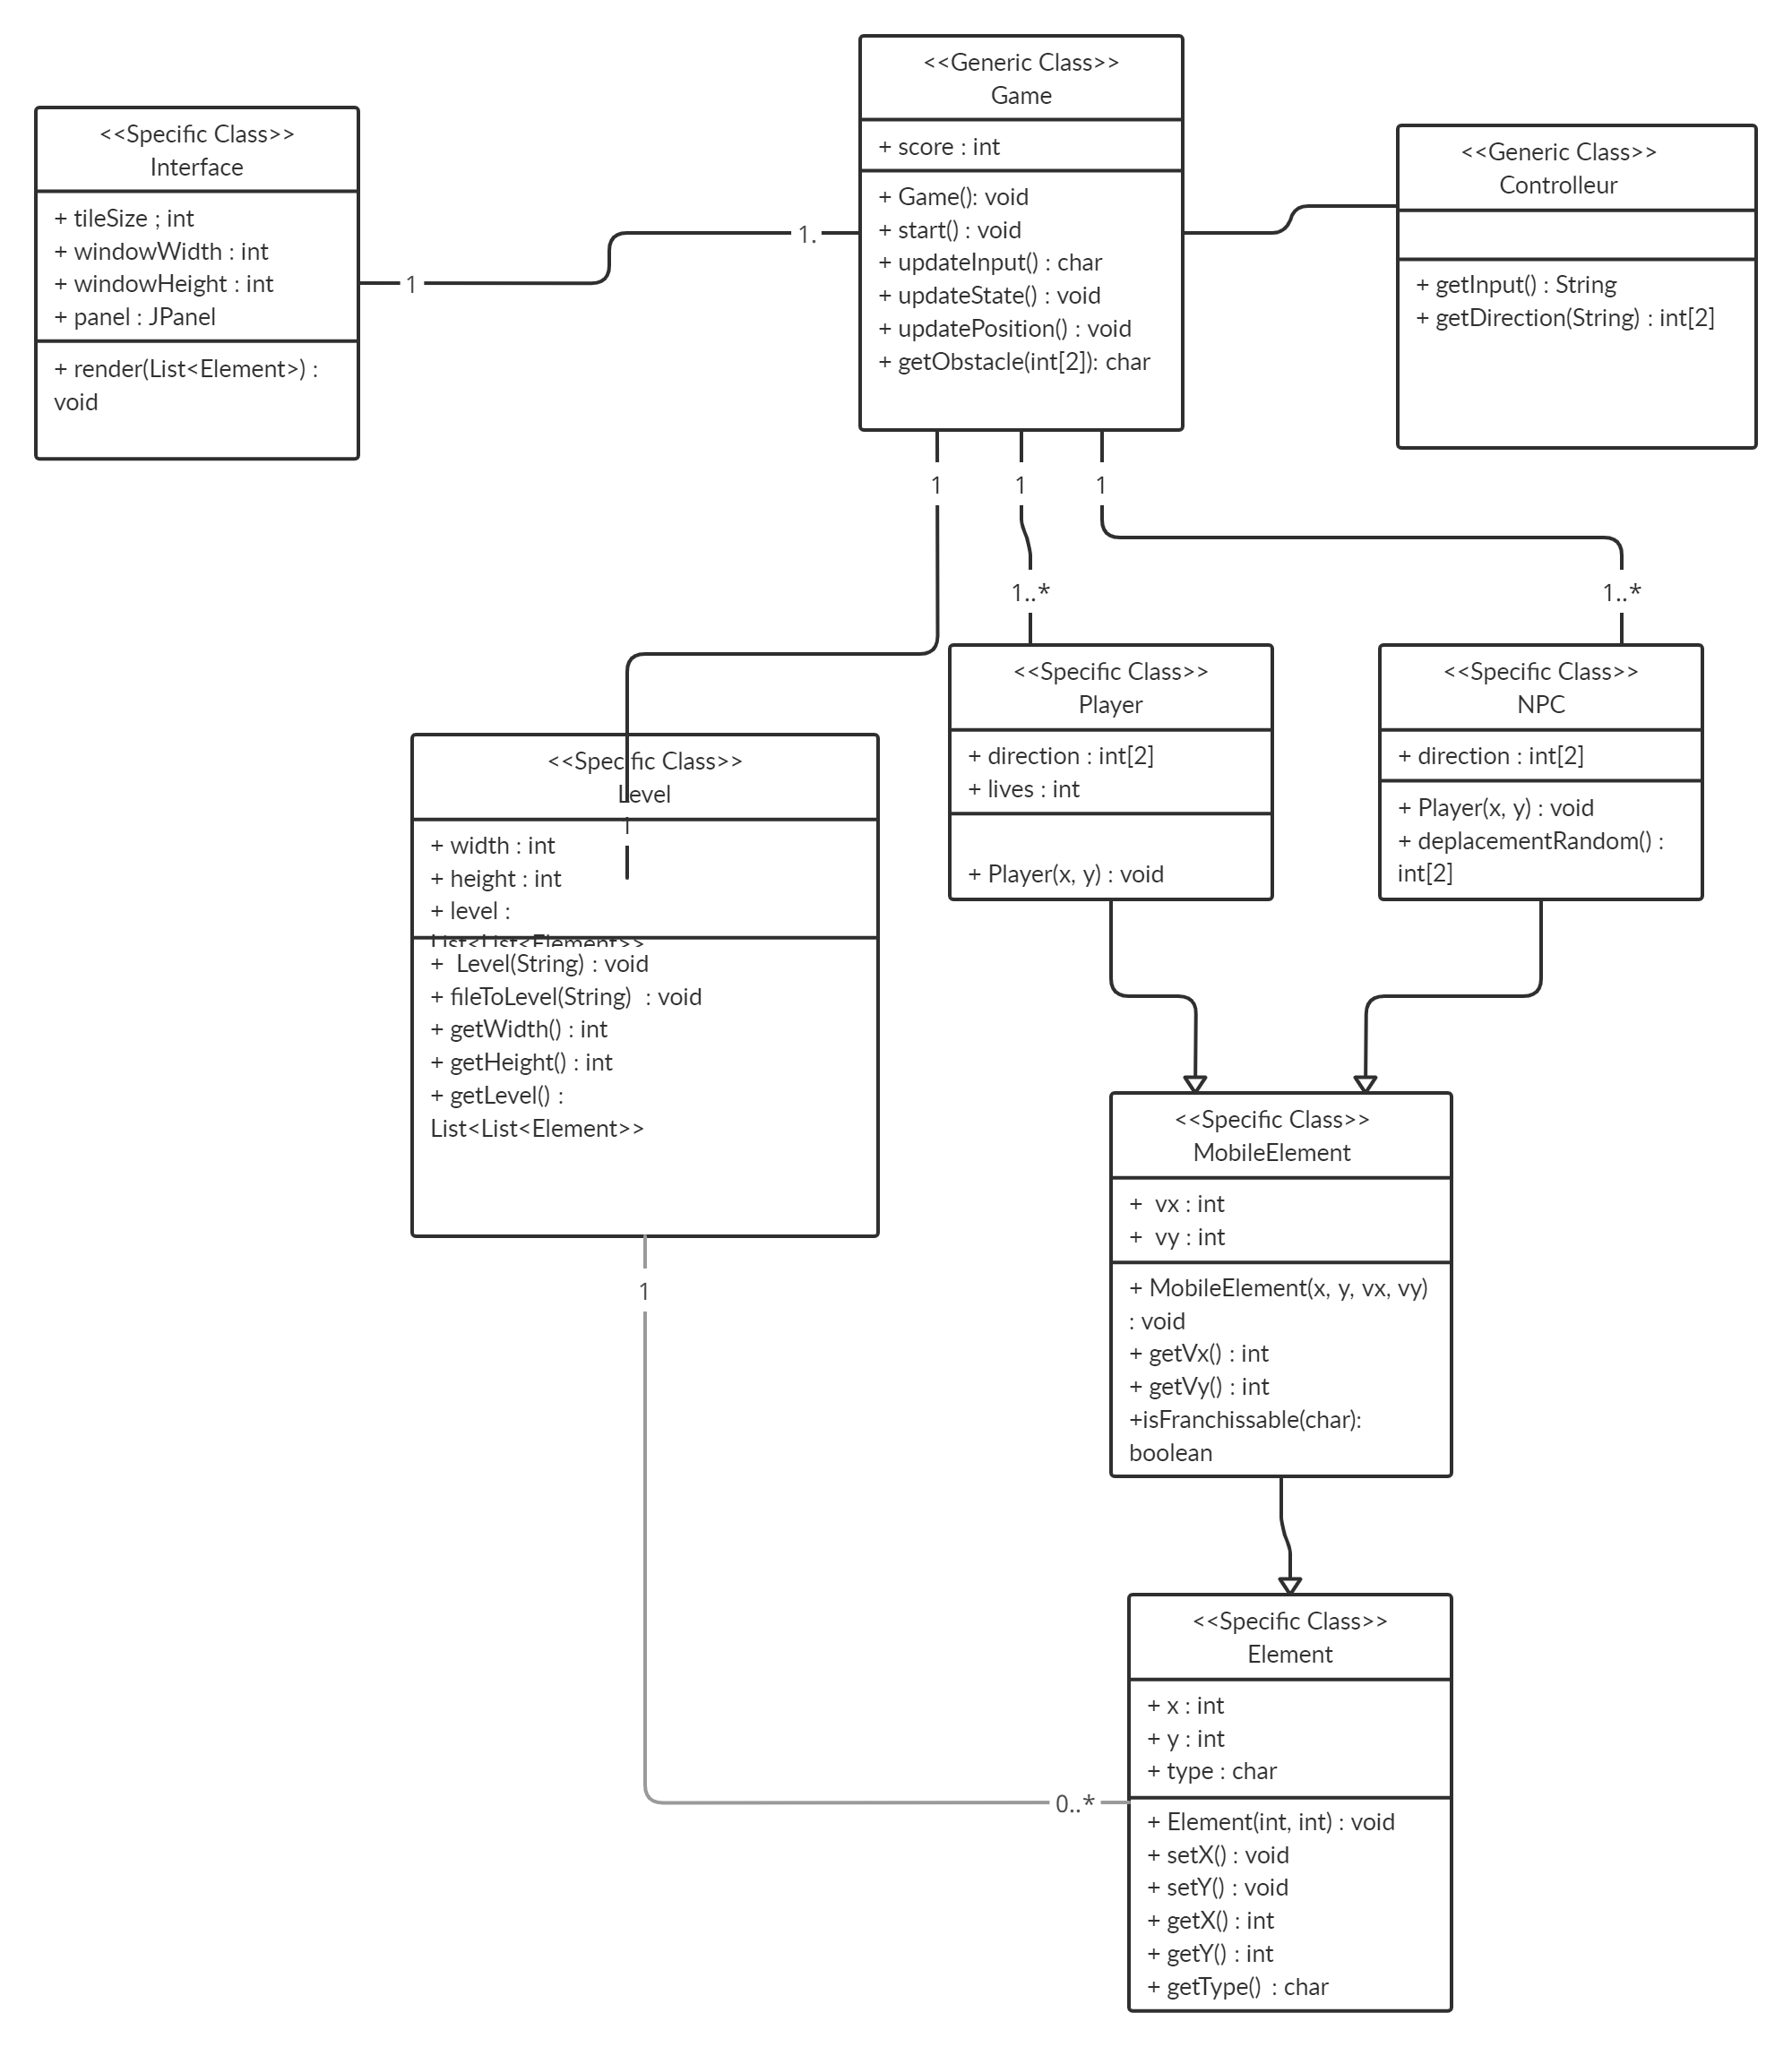 <<Generic Class>>
Game
+ score : int
+ Game(): void
+ start() : void
+ updateInput() : char
+ updateState() : void
+ updatePosition() : void
+ getObstacle(int[2]): char
<<Specific Class>>
Interface
+ tileSize ; int
+ windowWidth : int
+ windowHeight : int
+ panel : JPanel
+ render(List<Element>) :
void
<<Generic Class>>
Controlleur
+ getInput() : String
+ getDirection(String) : int[2]
1
1.
1
1
1
1..*
1..*
<<Specific Class>>
Level
+ width : int
+ height : int
+ level :
List<List<Element>>
+  Level(String) : void
+ fileToLevel(String)  : void
+ getWidth() : int
+ getHeight() : int
+ getLevel() :
List<List<Element>>
<<Specific Class>>
Player
+ direction : int[2]
+ lives : int
+ Player(x, y) : void
<<Specific Class>>
NPC
+ direction : int[2]
+ Player(x, y) : void
+ deplacementRandom() :
int[2]
<<Specific Class>>
MobileElement
+  vx : int
+  vy : int
+ MobileElement(x, y, vx, vy)
: void
+ getVx() : int
+ getVy() : int
+isFranchissable(char):
boolean
1
0..*
<<Specific Class>>
Element
+ x : int
+ y : int
+ type : char
+ Element(int, int) : void
+ setX() : void
+ setY() : void
+ getX() : int
+ getY() : int
+ getType()  : char